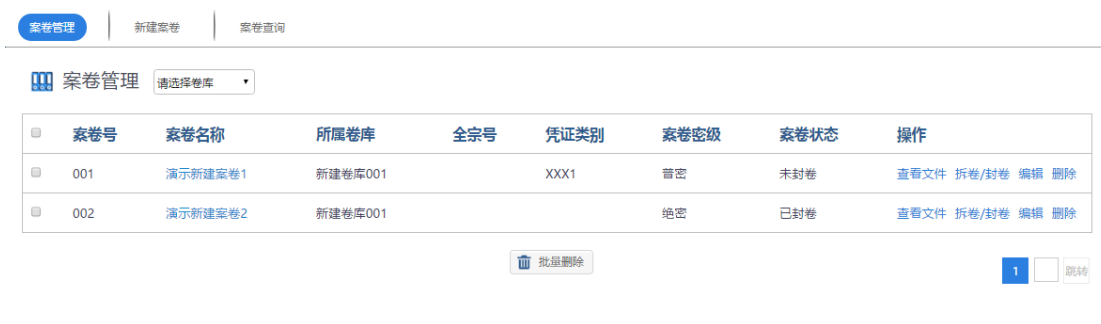 案卷管理 新建案卷 案卷查询
案卷管理 请选择卷库
案卷号 案卷名称 所属卷库 全宗号 凭证类别 案卷密级 案卷状态 操作
001 演示新建案卷1 新建卷库001 XXX1 普密 未封卷 查看文件 拆卷/封卷 编辑 删除
002 演示新建案卷2 新建卷库001 绝密 已封卷 查看文件 拆卷/封卷 编辑 删除
批量删除
1 跳转